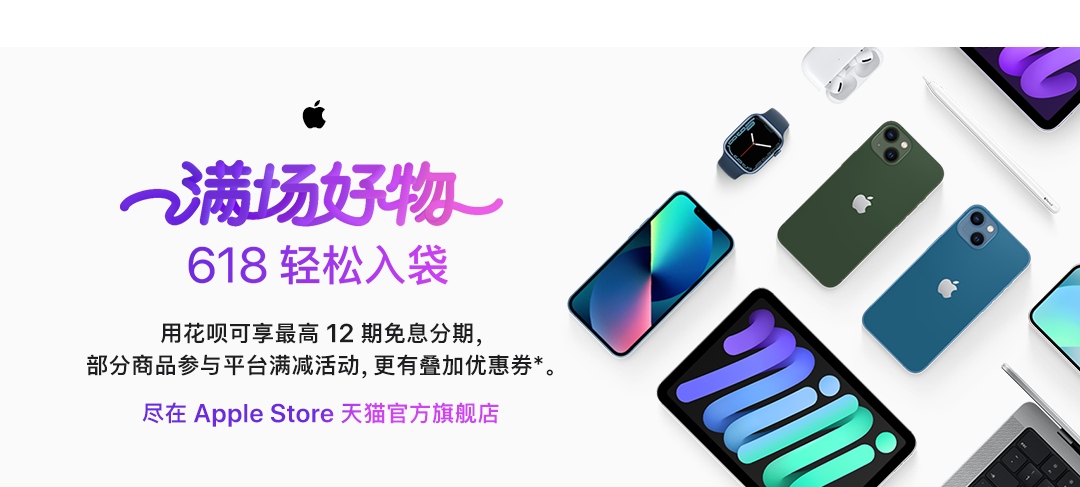 满场好物
618 轻松入袋
用花呗可享最高 12 期免息分期，
部分商品参与平台满减活动，更有叠加优惠券*。
尽在 Apple Store 天猫官方旗舰店